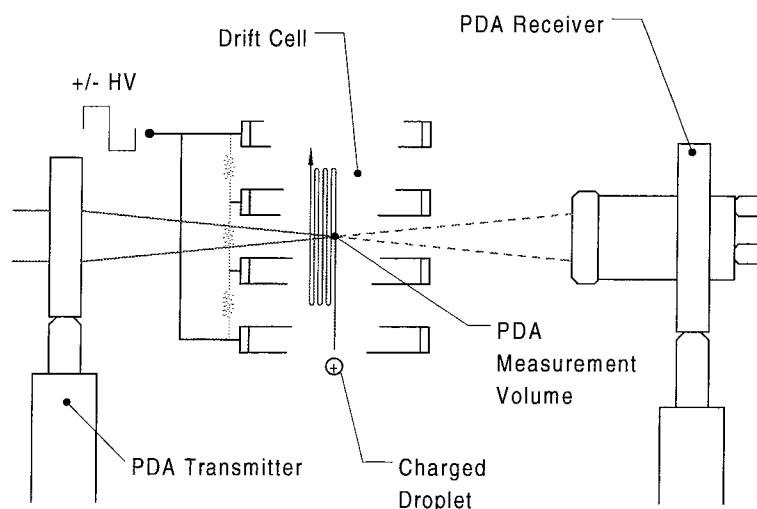 PDA Receiver
Drift Cell
+/- HV
+
PDA
Measurement
Volume
PDA Transmitter
Charged
Droplet